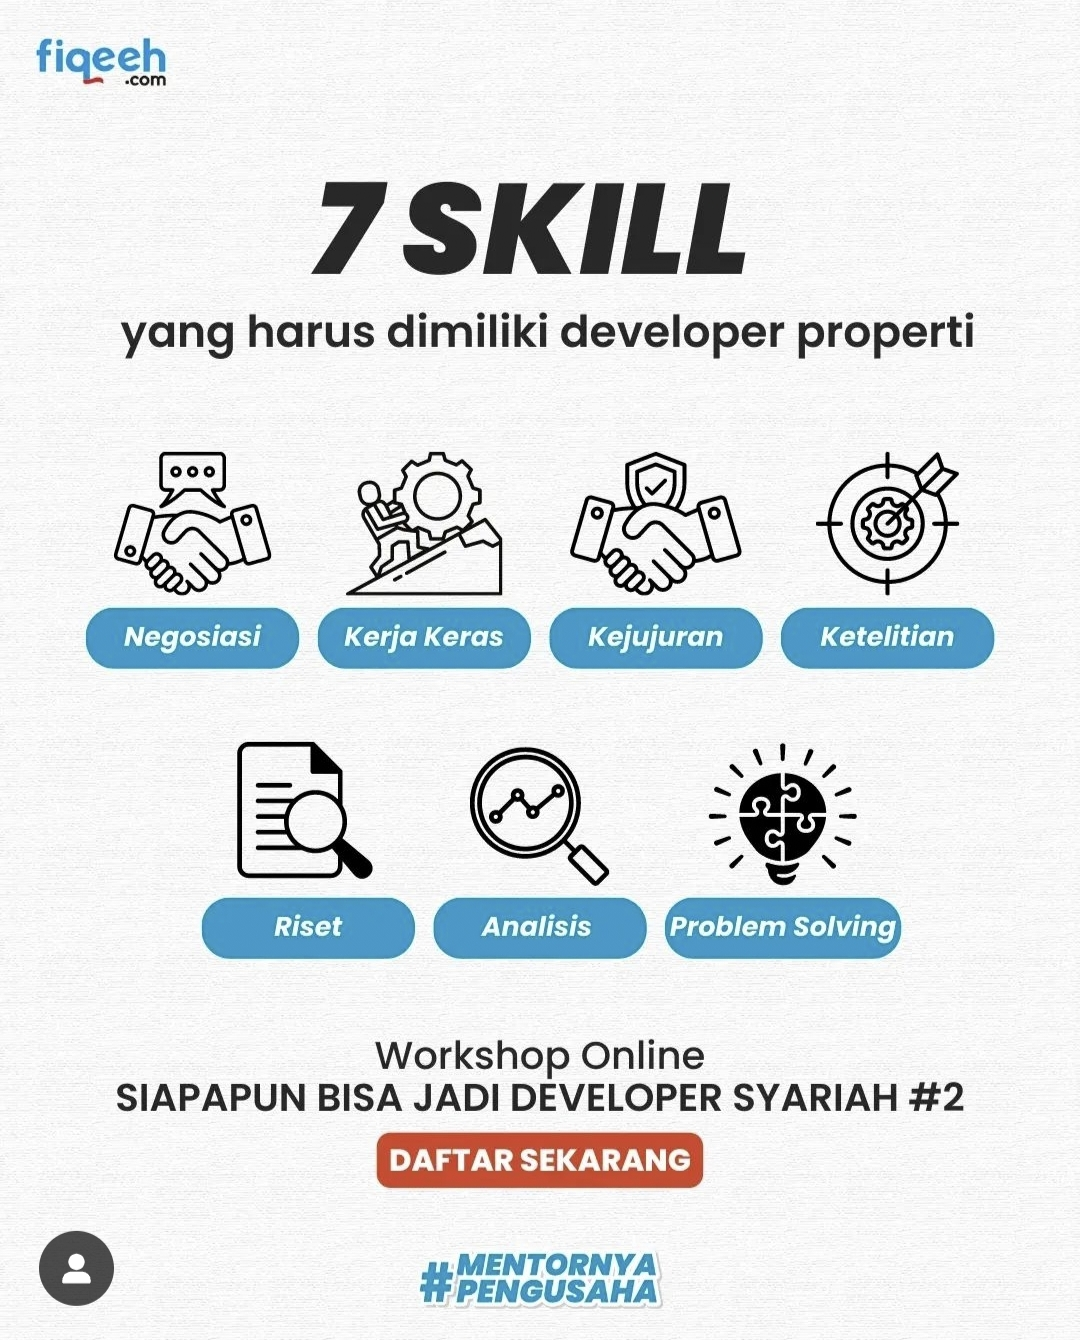 fiqeeh
.com
7 SKILL
yang harus dimiliki developer properti
Negosiasi
Kerja Keras
Kejujuran
Ketelitian
Riset
Analisis
Problem Solving
Workshop Online
SIAPAPUN BISA JADI DEVELOPER SYARIAH #2
DAFTAR SEKARANG
#MENTORNYA
PENGUSAHA